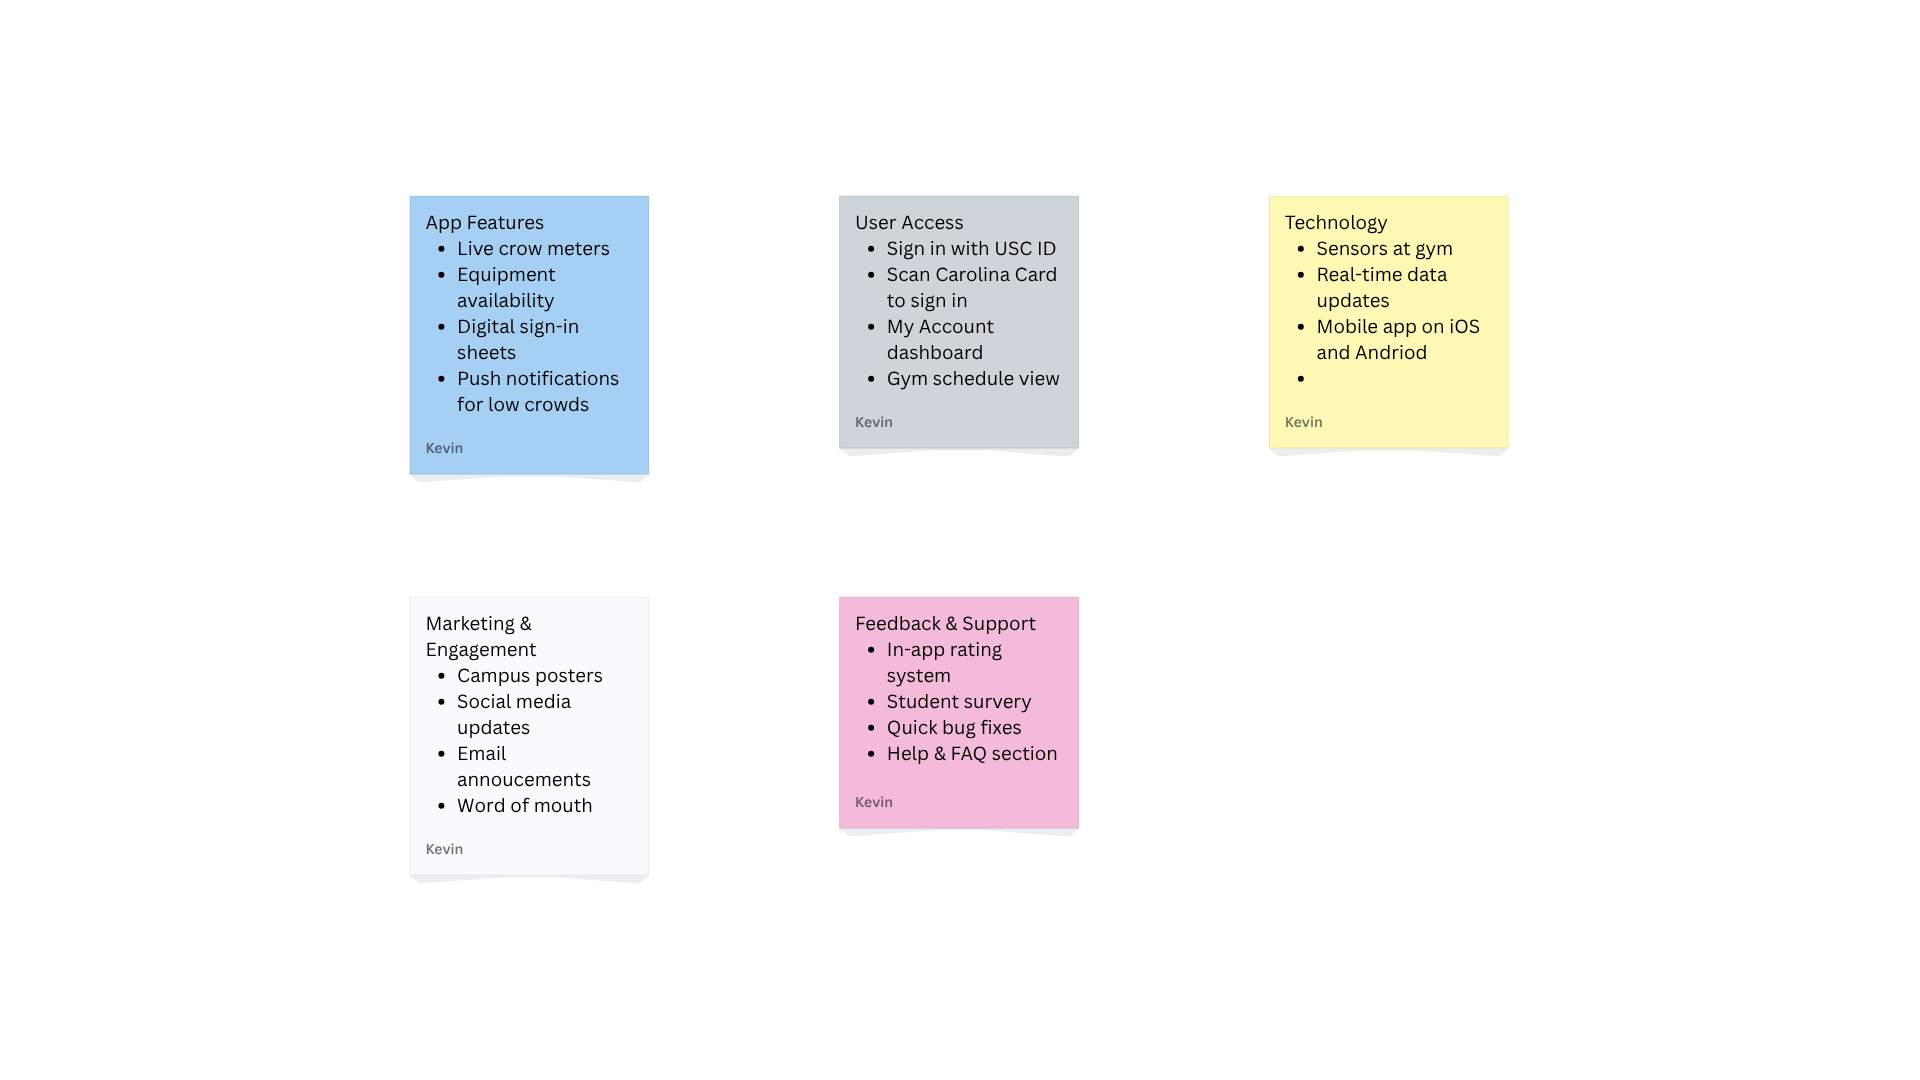 App Features
• Live crow meters
• Equipment
availability
• Digital sign-in
sheets
• Push notifications
for low crowds
Kevin
User Access
• Sign in with USC ID
• Scan Carolina Card
to sign in
• My Account
dashboard
• Gym schedule view
Kevin
Technology
• Sensors at gym
• Real-time data
updates
• Mobile app on iOS
and Andriod
•
Kevin
Marketing &
Engagement
• Campus posters
• Social media
updates
• Email
annoucements
• Word of mouth
Kevin
Feedback & Support
• In-app rating
system
• Student survery
• Quick bug fixes
• Help & FAQ section
Kevin